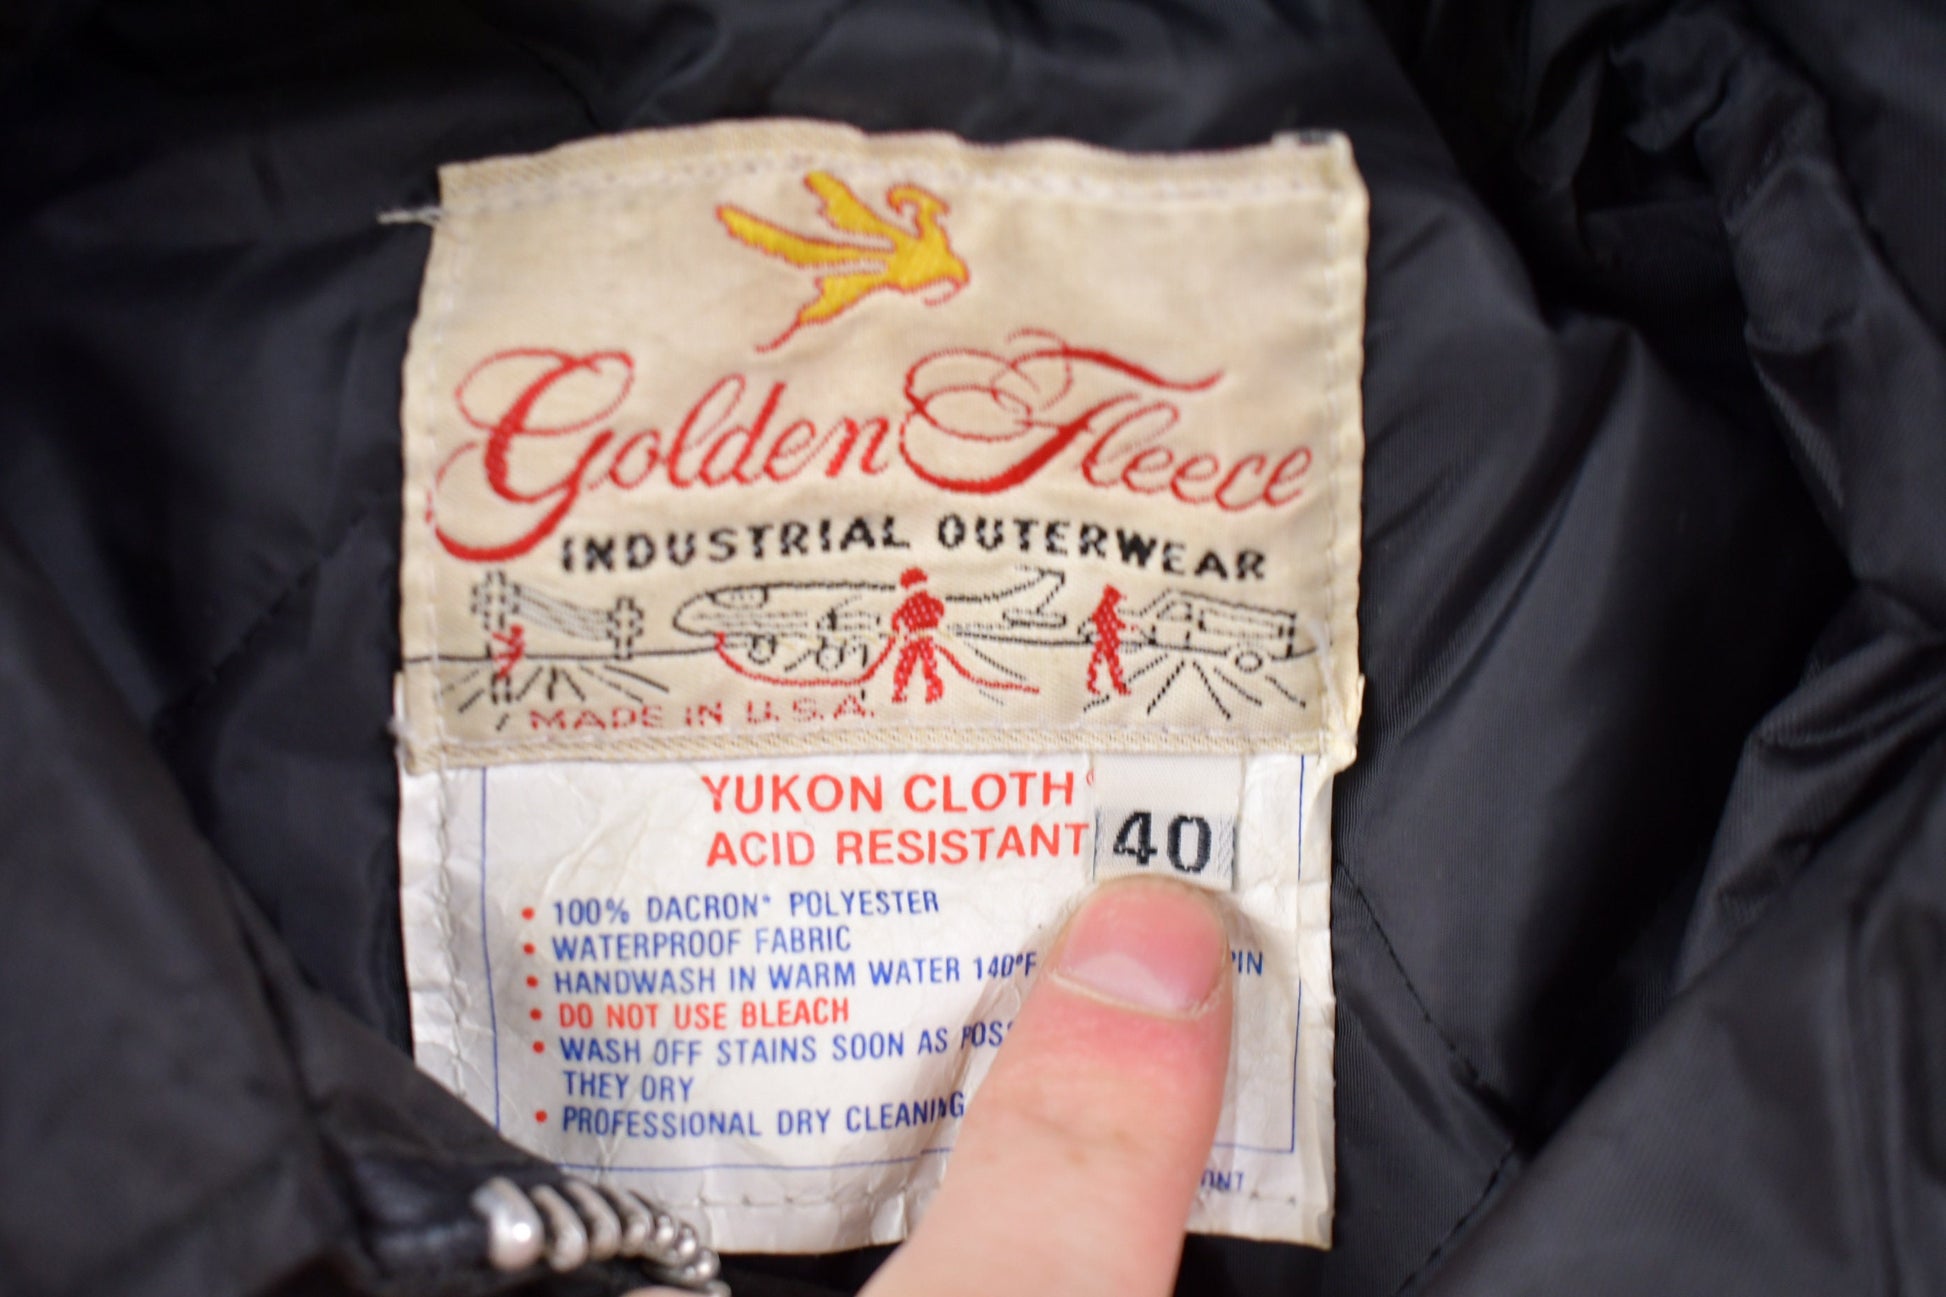 Golden Fleece
INDUSTRIAL OUTERWEAR
MADE IN U.S.A.
YUKON CLOTH
ACID RESISTANT
40
• 100% DACRON* POLYESTER
• WATERPROOF FABRIC
• HANDWASH IN WARM WATER 140°F
• DO NOT USE BLEACH
• WASH OFF STAINS SOON AS
THEY DRY
• PROFESSIONAL DRY CLEANING